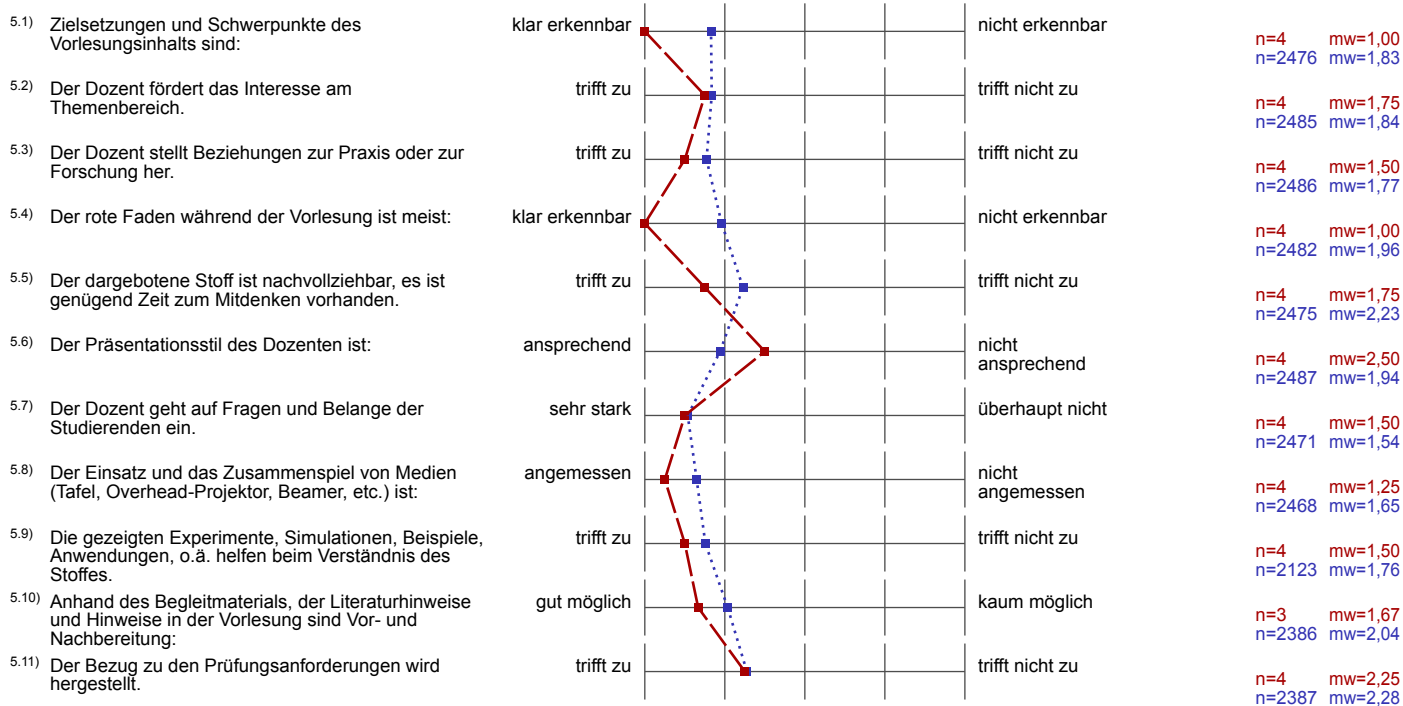 5.1) Zielsetzungen und Schwerpunkte des
Vorlesungsinhalts sind:
klar erkennbar
nicht erkennbar
n=4 mw=1,00
n=2476 mw=1,83
5.2) Der Dozent fördert das Interesse am
Themenbereich.
trifft zu
trifft nicht zu
n=4 mw=1,75
n=2485 mw=1,84
5.3) Der Dozent stellt Beziehungen zur Praxis oder zur
Forschung her.
trifft zu
trifft nicht zu
n=4 mw=1,50
n=2486 mw=1,77
5.4) Der rote Faden während der Vorlesung ist meist:
klar erkennbar
nicht erkennbar
n=4 mw=1,00
n=2482 mw=1,96
5.5) Der dargebotene Stoff ist nachvollziehbar, es ist
genügend Zeit zum Mitdenken vorhanden.
trifft zu
trifft nicht zu
n=4 mw=1,75
n=2475 mw=2,23
5.6) Der Präsentationsstil des Dozenten ist:
ansprechend
nicht
ansprechend
n=4 mw=2,50
n=2487 mw=1,94
5.7) Der Dozent geht auf Fragen und Belange der
Studierenden ein.
sehr stark
überhaupt nicht
n=4 mw=1,50
n=2471 mw=1,54
5.8) Der Einsatz und das Zusammenspiel von Medien
(Tafel, Overhead-Projektor, Beamer, etc.) ist:
angemessen
nicht
angemessen
n=4 mw=1,25
n=2468 mw=1,65
5.9) Die gezeigten Experimente, Simulationen, Beispiele,
Anwendungen, o.ä. helfen beim Verständnis des
Stoffes.
trifft zu
trifft nicht zu
n=4 mw=1,50
n=2123 mw=1,76
5.10) Anhand des Begleitmaterials, der Literaturhinweise
und Hinweise in der Vorlesung sind Vor- und
Nachbereitung:
gut möglich
kaum möglich
n=3 mw=1,67
n=2386 mw=2,04
5.11) Der Bezug zu den Prüfungsanforderungen wird
hergestellt.
trifft zu
trifft nicht zu
n=4 mw=2,25
n=2387 mw=2,28